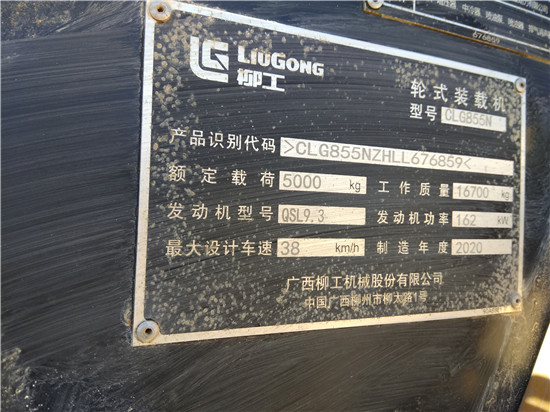 676859
LIUGONG
柳工
轮式装载机
型号 CLG855N
产品识别代码 >CLG855NZHLL676859<
额定载荷 5000 kg 工作质量 16700 kg
发动机型号 QSL9.3 发动机功率 162 kW
最大设计车速 38 km/h 制造年度 2020
广西柳工机械股份有限公司
中国广西柳州市柳太路1号